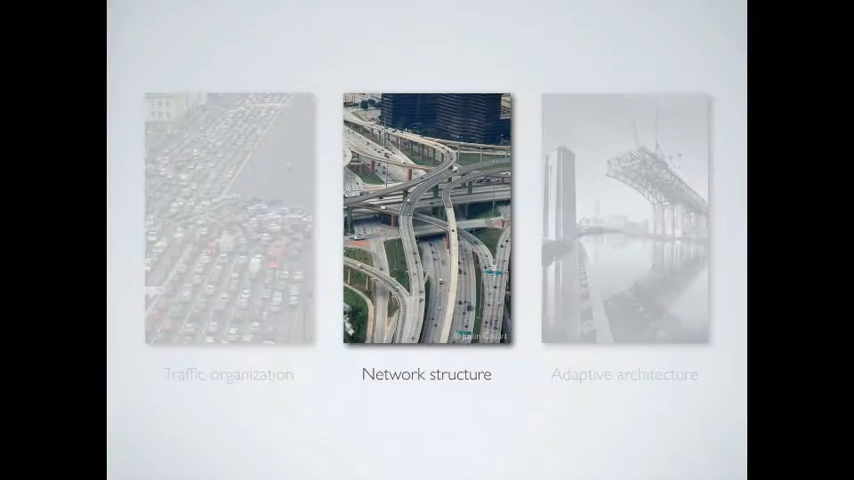 Traffic organization
Network structure
Adaptive architecture